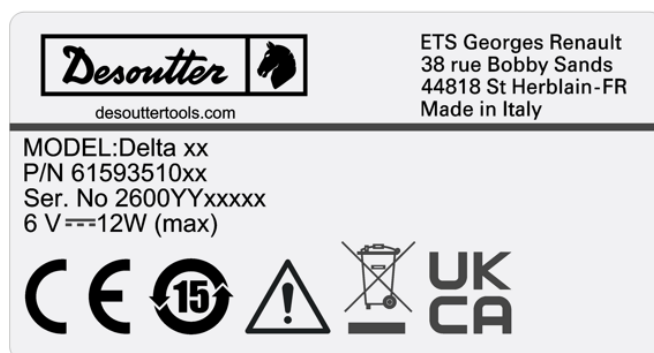 Desoutter
desouttertools.com
ETS Georges Renault
38 rue Bobby Sands
44818 St Herblain-FR
Made in Italy
MODEL:Delta xx
P/N 61593510xx
Ser. No 2600YYxxxxx
6 V⎓12W (max)
CE 15 UK
CA